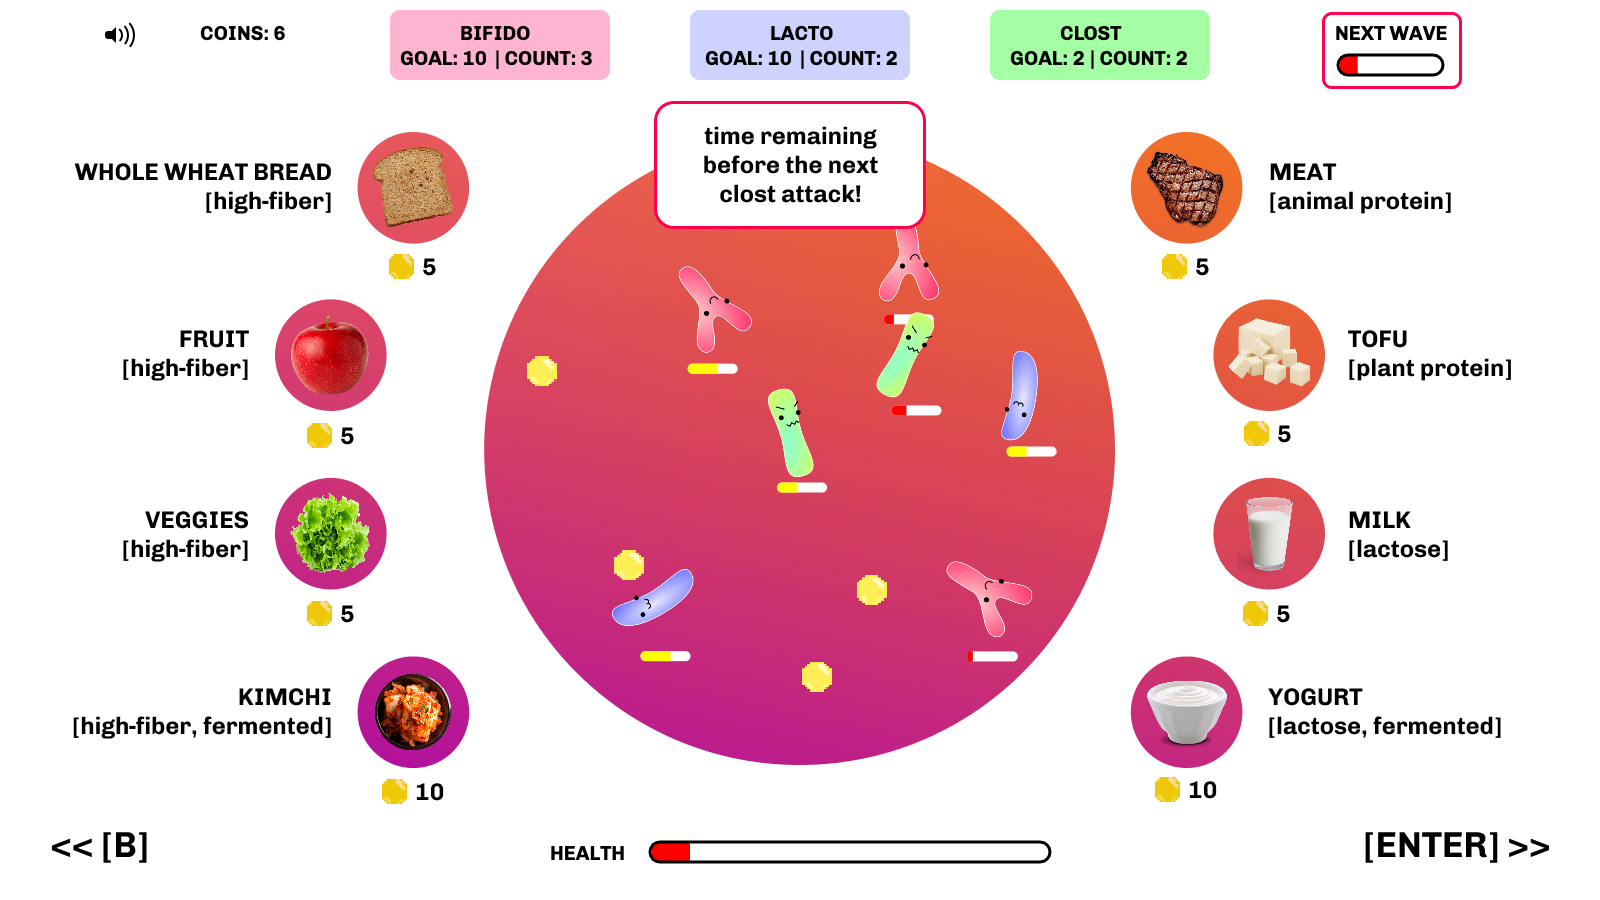 COINS: 6
BIFIDO
GOAL: 10 | COUNT: 3
LACTO
GOAL: 10 | COUNT: 2
CLOST
GOAL: 2 | COUNT: 2
NEXT WAVE
time remaining
before the next
clost attack!
WHOLE WHEAT BREAD
[high-fiber]
5
FRUIT
[high-fiber]
5
VEGGIES
[high-fiber]
5
KIMCHI
[high-fiber, fermented]
10
MEAT
[animal protein]
5
TOFU
[plant protein]
5
MILK
[lactose]
5
YOGURT
[lactose, fermented]
10
<< [B]
HEALTH
[ENTER] >>